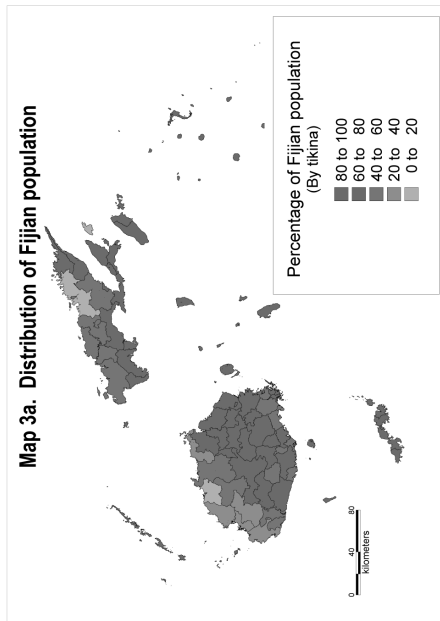 Map 3a. Distribution of Fijian population
Percentage of Fijian population
(By tikina)
80 to 100
60 to 80
40 to 60
20 to 40
0 to 20
0 40 80
kilometers